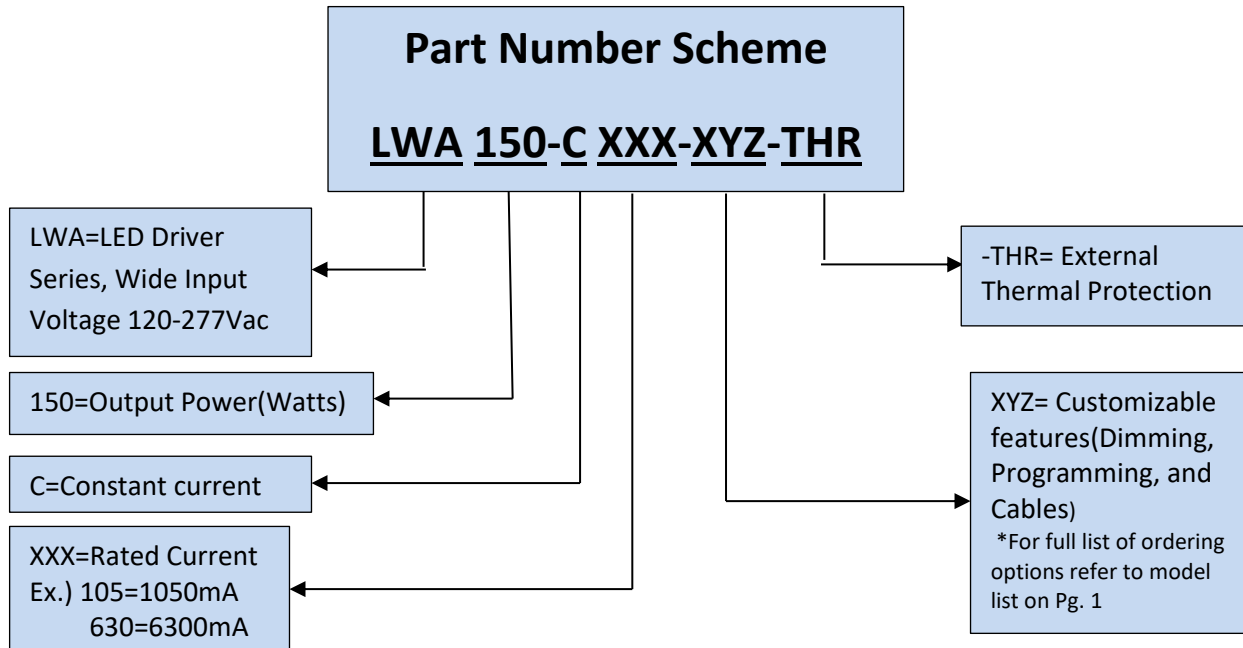 Part Number Scheme
LWA 150-C XXX-XYZ-THR
LWA=LED Driver
Series, Wide Input
Voltage 120-277Vac
150=Output Power(Watts)
C=Constant current
XXX=Rated Current
Ex.) 105=1050mA
630=6300mA
-THR= External
Thermal Protection
XYZ= Customizable
features(Dimming,
Programming, and
Cables)
*For full list of ordering
options refer to model
list on Pg. 1